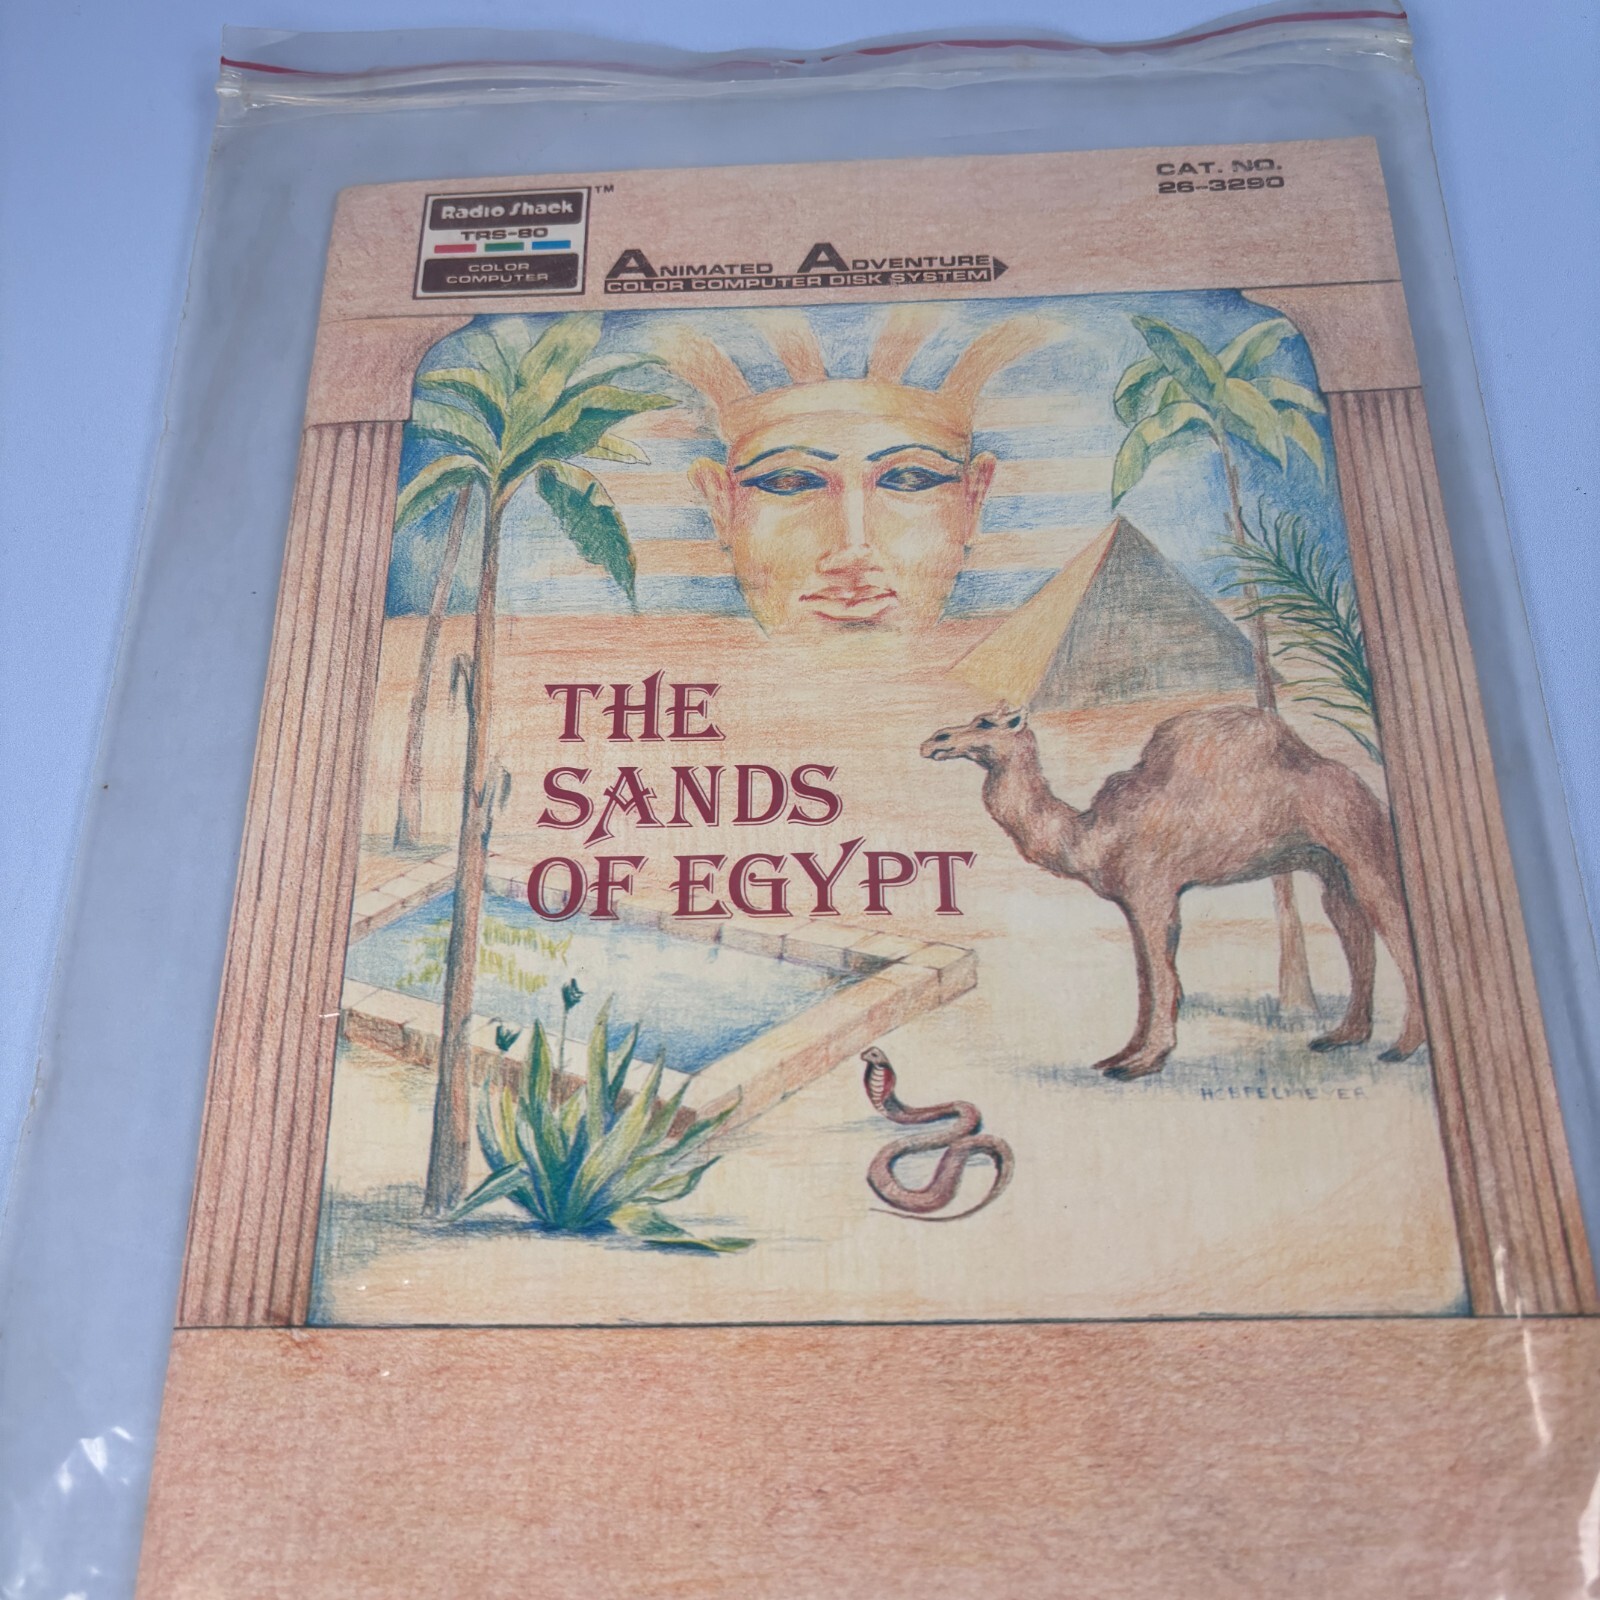 CAT. NO.
26-3290
Radio Shack
TM
TRS-80
COLOR
COMPUTER
ANIMATED ADVENTURE
COLOR COMPUTER DISK SYSTEM
THE
SANDS
OF EGYPT